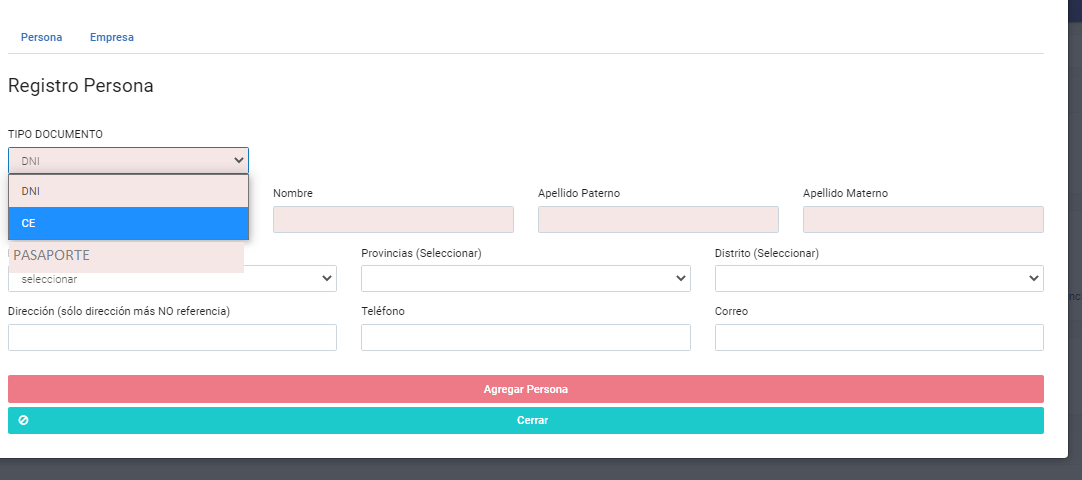 Persona Empresa
Registro Persona
TIPO DOCUMENTO
DNI
DNI
CE
PASAPORTE
Nombre Apellido Paterno Apellido Materno
Provincias (Seleccionar) Distrito (Seleccionar)
seleccionar
Dirección (sólo dirección más NO referencia) Teléfono Correo
Agregar Persona
Cerrar